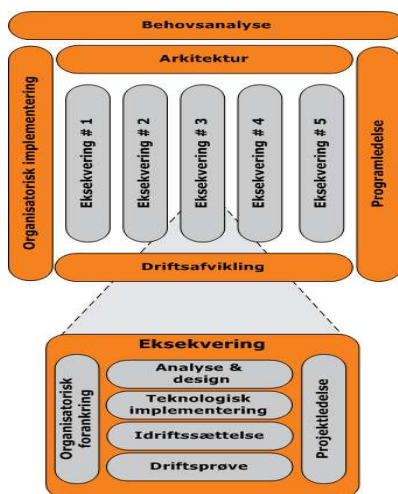 Behovsanalyse
Arkitektur
Organisatorisk implementering
Eksekvering # 1
Eksekvering # 2
Eksekvering # 3
Eksekvering # 4
Eksekvering # 5
Programledelse
Driftsafvikling
Eksekvering
Organisatorisk
forankring
Analyse &
design
Teknologisk
implementering
Idriftssættelse
Driftsprøve
Projektledelse